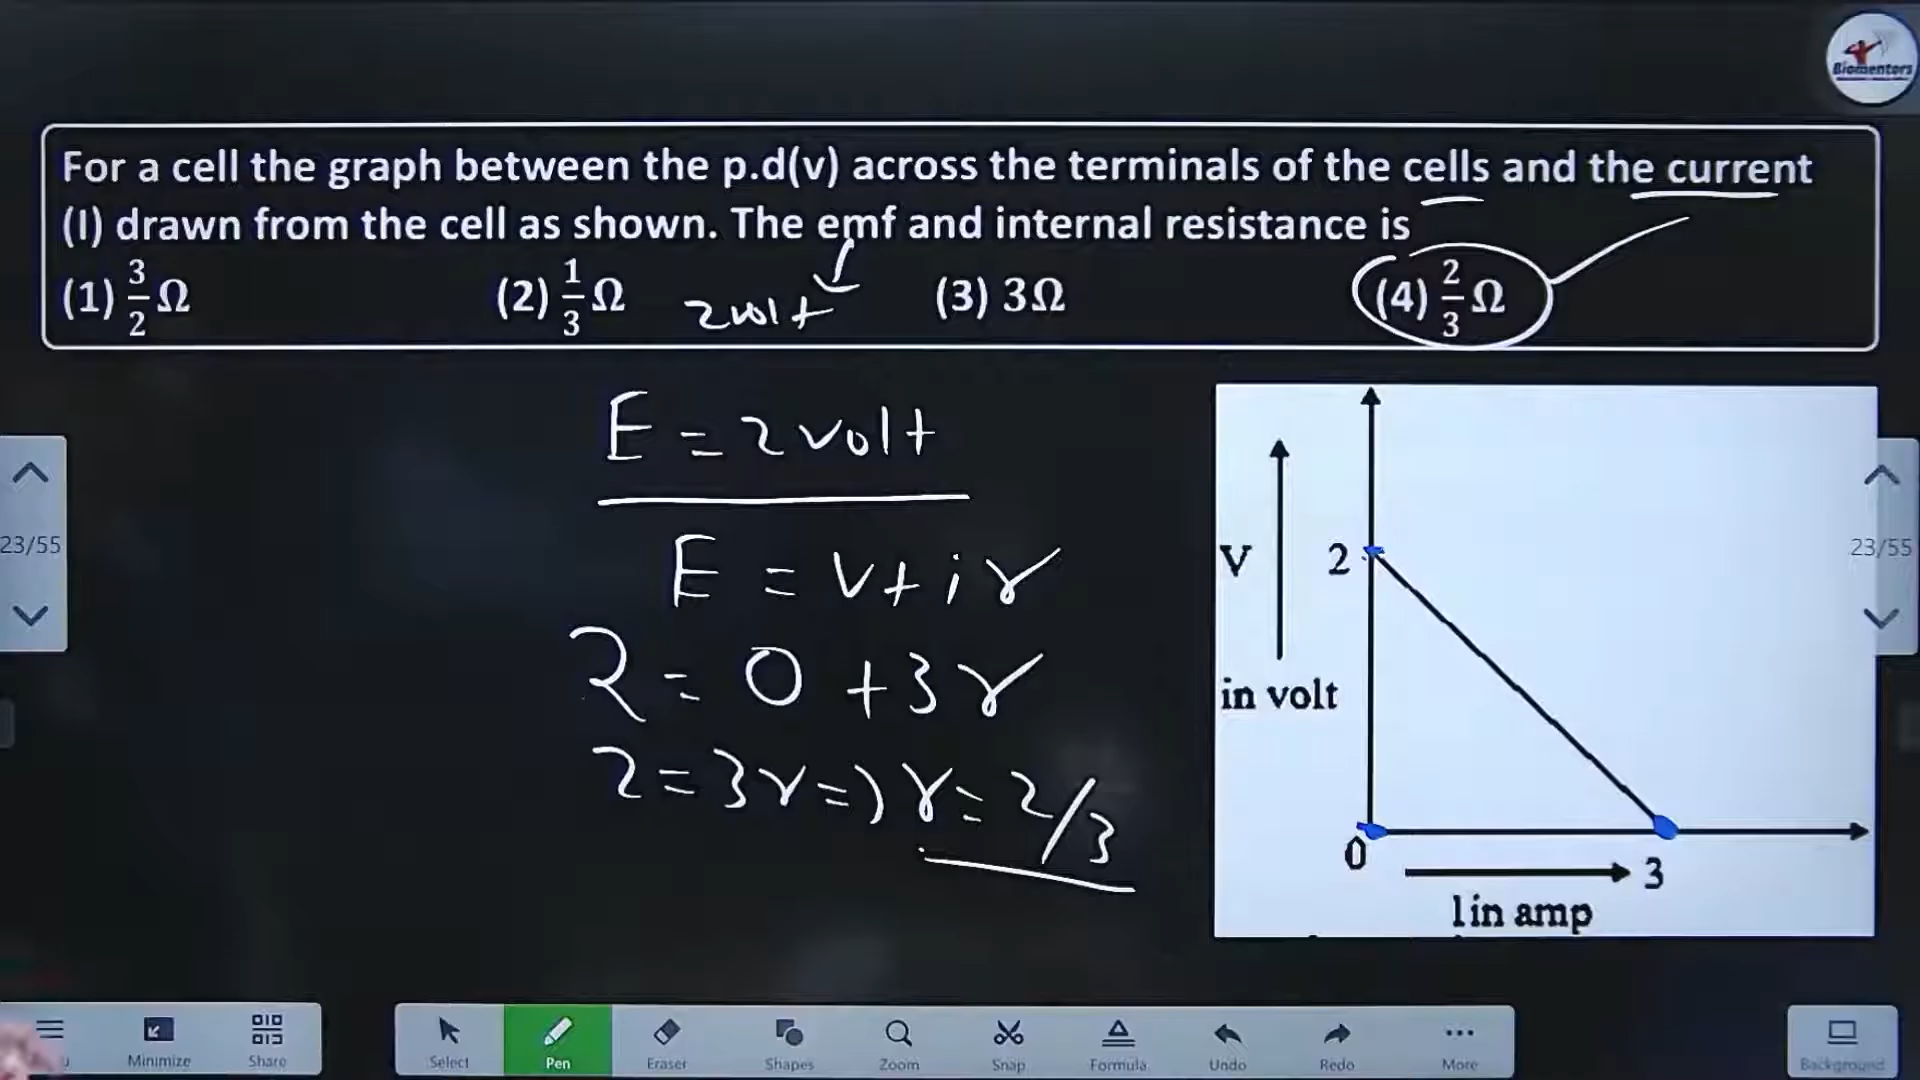 Biomentors
For a cell the graph between the p.d(v) across the terminals of the cells and the current
(I) drawn from the cell as shown. The emf and internal resistance is
(1) 3/2 Ω (2) 1/3 Ω 2volt (3) 3Ω (4) 2/3 Ω
E = 2volt
E = V + i r
2 = 0 + 3 r
2 = 3r => r = 2/3
V
2
in volt
0
3
I in amp
23/55
23/55
Minimize
Share
Select
Pen
Eraser
Shapes
Zoom
Snap
Formula
Undo
Redo
More
Background